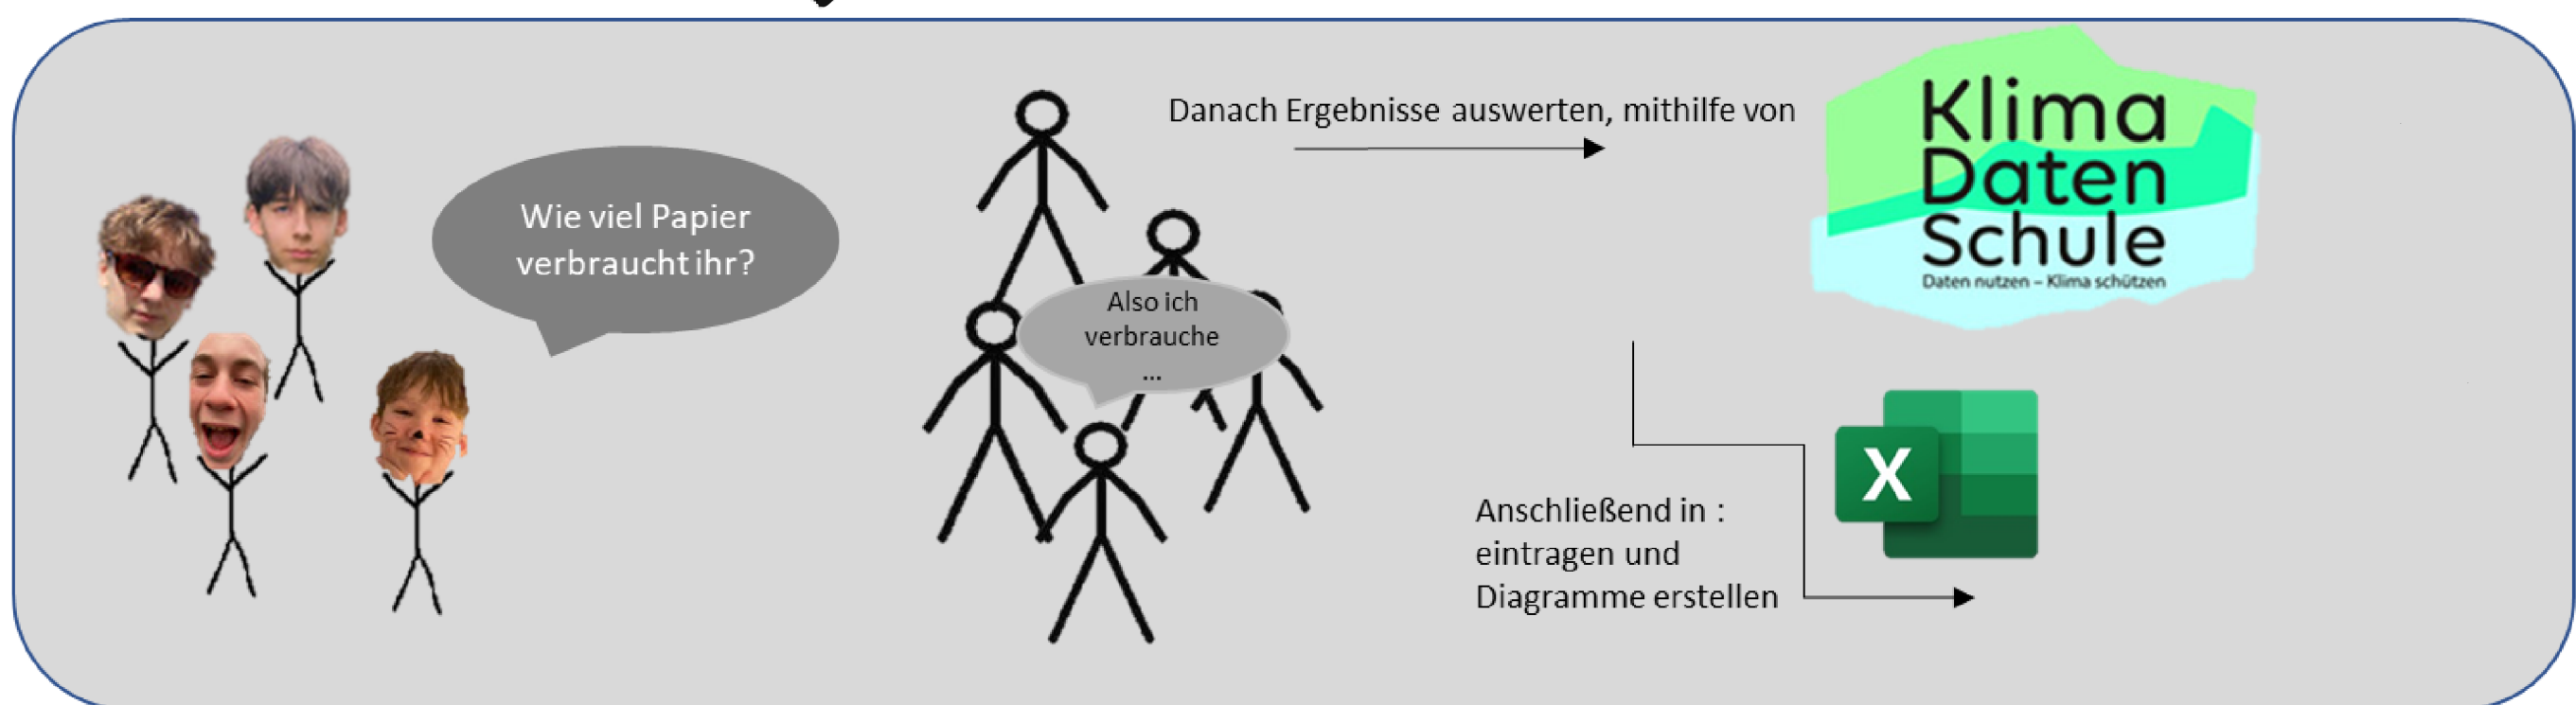 Wie viel Papier
verbraucht ihr?
Also ich
verbrauche
...
Danach Ergebnisse auswerten, mithilfe von
Klima
Daten
Schule
Daten nutzen – Klima schützen
X
Anschließend in :
eintragen und
Diagramme erstellen